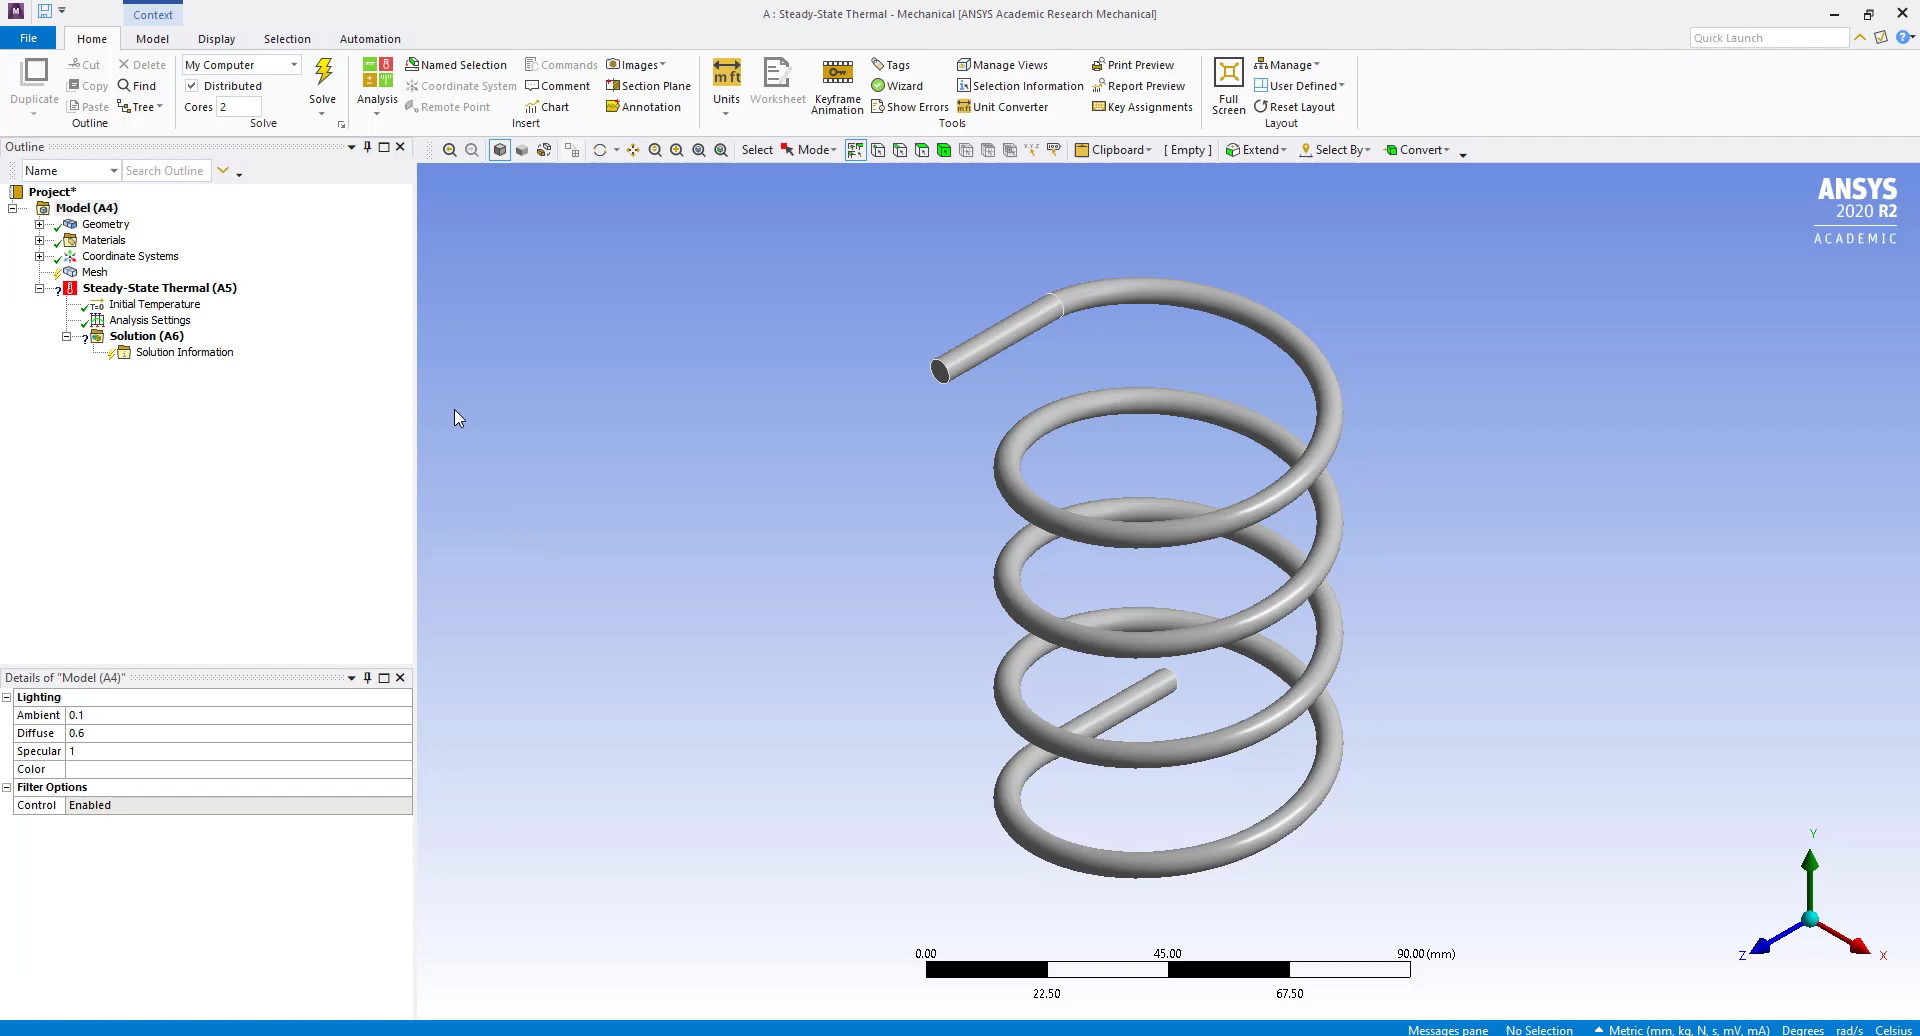 Context
A : Steady-State Thermal - Mechanical [ANSYS Academic Research Mechanical]
File Home Model Display Selection Automation Quick Launch
Duplicate Cut Delete My Computer Solve Analysis Named Selection Commands Images Units Worksheet Keyframe Animation Tags Manage Views Print Preview Full Screen Manage
Copy Find Distributed Coordinate System Comment Section Plane Wizard Selection Information Report Preview User Defined
Paste Tree Cores 2 Remote Point Chart Annotation Show Errors Unit Converter Key Assignments Reset Layout
Outline Solve Insert Tools Layout
Outline
Select Mode Clipboard [ Empty ] Extend Select By Convert
Name Search Outline
Project*
Model (A4)
Geometry
Materials
Coordinate Systems
Mesh
Steady-State Thermal (A5)
Initial Temperature
Analysis Settings
Solution (A6)
Solution Information
ANSYS
2020 R2
ACADEMIC
Details of "Model (A4)"
Lighting
Ambient 0.1
Diffuse 0.6
Specular 1
Color
Filter Options
Control Enabled
Y
Z
X
0.00 45.00 90.00 (mm)
22.50 67.50
Messages pane No Selection Metric (mm, kg, N, s, mV, mA) Degrees rad/s Celsius